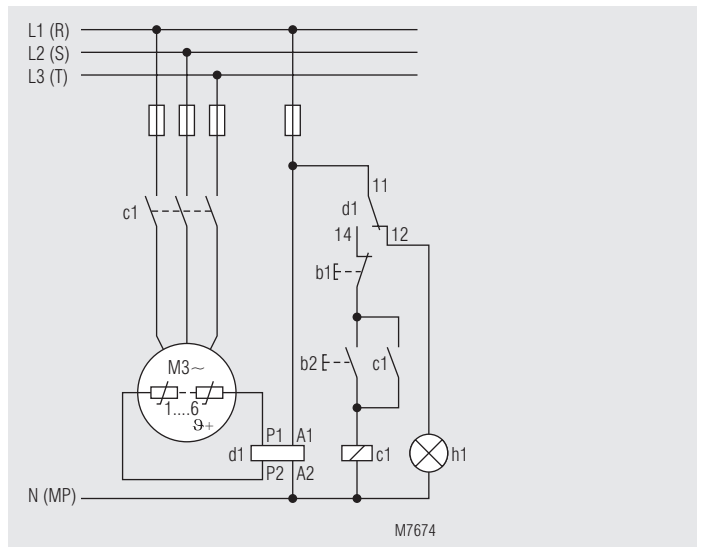 L1 (R)
L2 (S)
L3 (T)
11
c1
d1
14
12
b1
M3~
b2
c1
1....6
ϑ+
P1
A1
d1
c1
h1
P2
A2
N (MP)
M7674